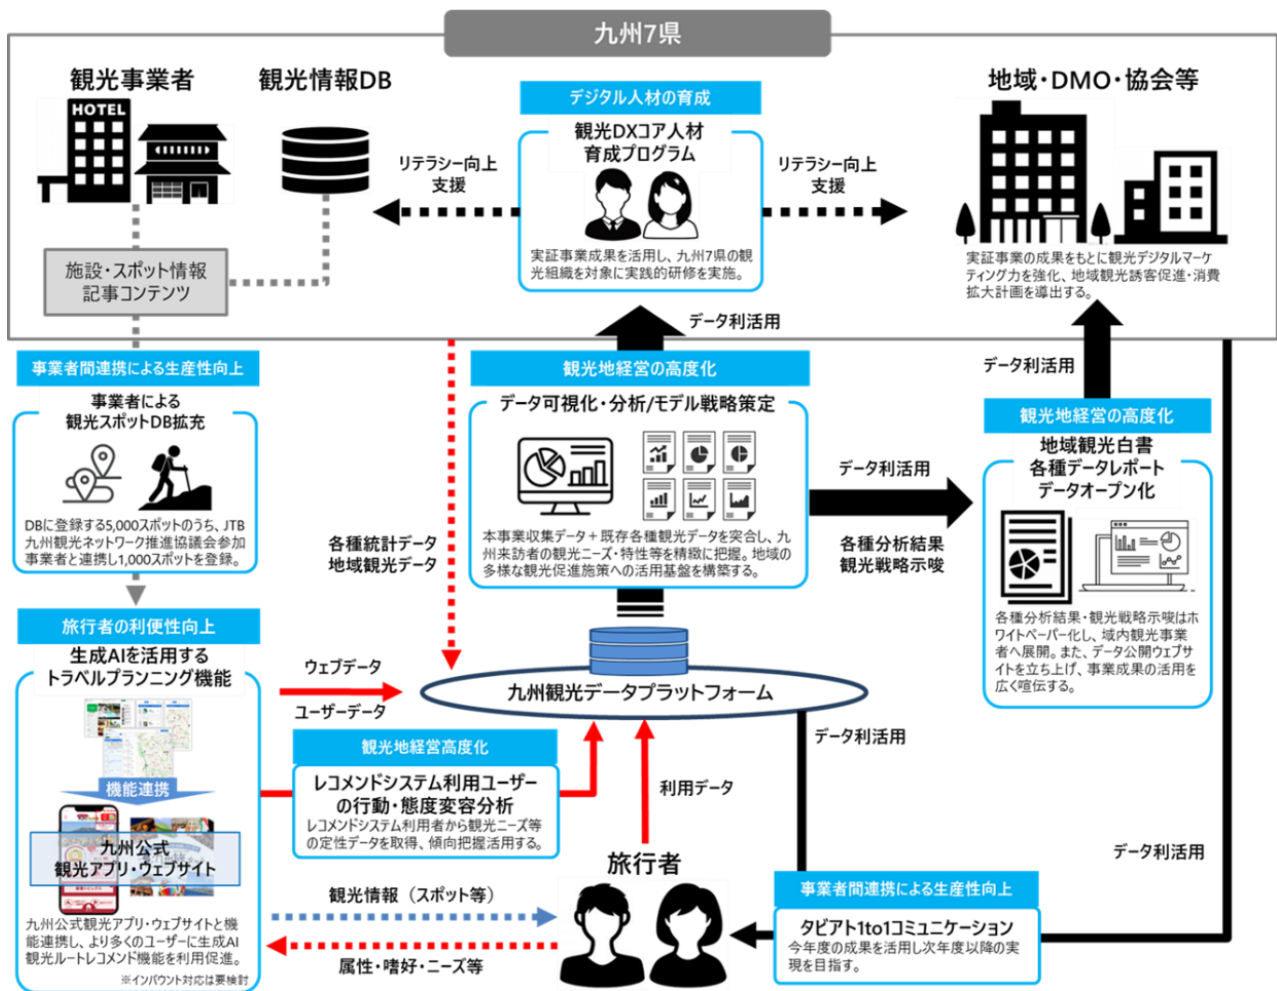 九州7県
観光事業者
HOTEL
観光情報DB
デジタル人材の育成
観光DXコア人材
育成プログラム
実証事業成果を活用し、九州7県の観
光組織を対象に実践的研修を実施。
リテラシー向上
支援
リテラシー向上
支援
地域・DMO・協会等
実証事業の成果をもとに観光デジタルマーケ
ティング力を強化、地域観光誘客促進・消費
拡大計画を導出する。
施設・スポット情報
記事コンテンツ
データ利活用
データ利活用
事業者間連携による生産性向上
事業者による
観光スポットDB拡充
DBに登録する5,000スポットのうち、JTB
九州観光ネットワーク推進協議会参加
事業者と連携し1,000スポットを登録。
各種統計データ
地域観光データ
観光地経営の高度化
データ可視化・分析/モデル戦略策定
本事業収集データ+既存各種観光データを突合し、九
州来訪者の観光ニーズ・特性等を精緻に把握。地域の
多様な観光促進施策への活用基盤を構築する。
データ利活用
各種分析結果
観光戦略示唆
観光地経営の高度化
地域観光白書
各種データレポート
データオープン化
各種分析結果・観光戦略示唆はホ
ワイトペーパー化し、域内観光事業
者へ展開。また、データ公開ウェブサ
イトを立ち上げ、事業成果の活用を
広く喧伝する。
旅行者の利便性向上
生成AIを活用する
トラベルプランニング機能
機能連携
九州公式
観光アプリ・ウェブサイト
九州公式観光アプリ・ウェブサイトと機
能連携し、より多くのユーザーに生成AI
観光ルートレコメンド機能を利用促進。
※インバウンド対応は要検討
ウェブデータ
ユーザーデータ
九州観光データプラットフォーム
観光地経営高度化
レコメンドシステム利用ユーザー
の行動・態度変容分析
レコメンドシステム利用者から観光ニーズ等
の定性データを取得、傾向把握活用する。
利用データ
データ利活用
データ利活用
旅行者
観光情報(スポット等)
属性・嗜好・ニーズ等
事業者間連携による生産性向上
タビアト1to1コミュニケーション
今年度の成果を活用し次年度以降の実
現を目指す。